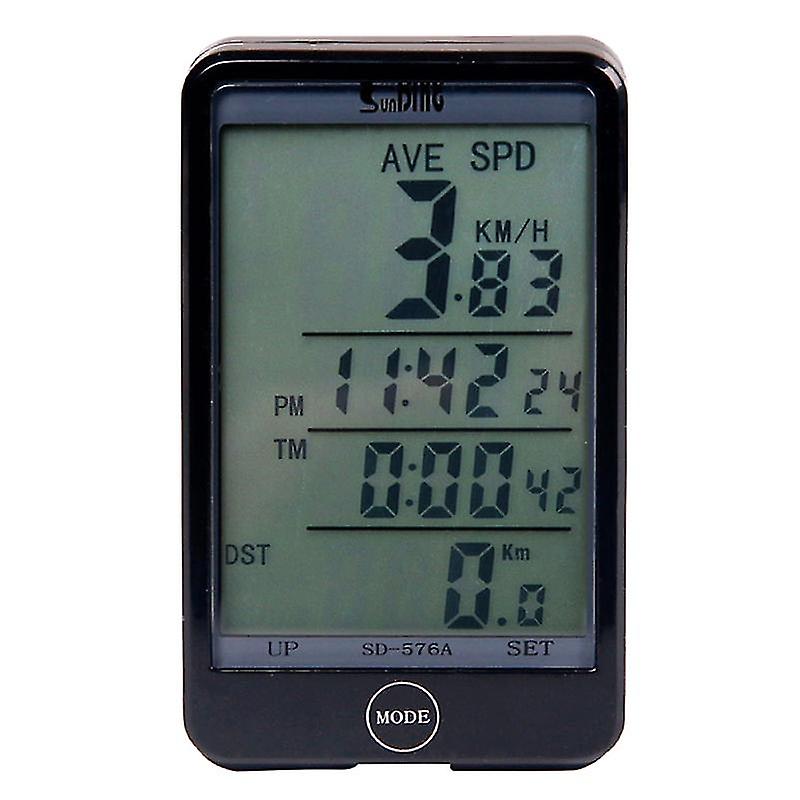 SunDING
AVE SPD
3.83 KM/H
PM 11:42 24
TM 0:00 42
DST 0.0 Km
UP SD-576A SET
MODE